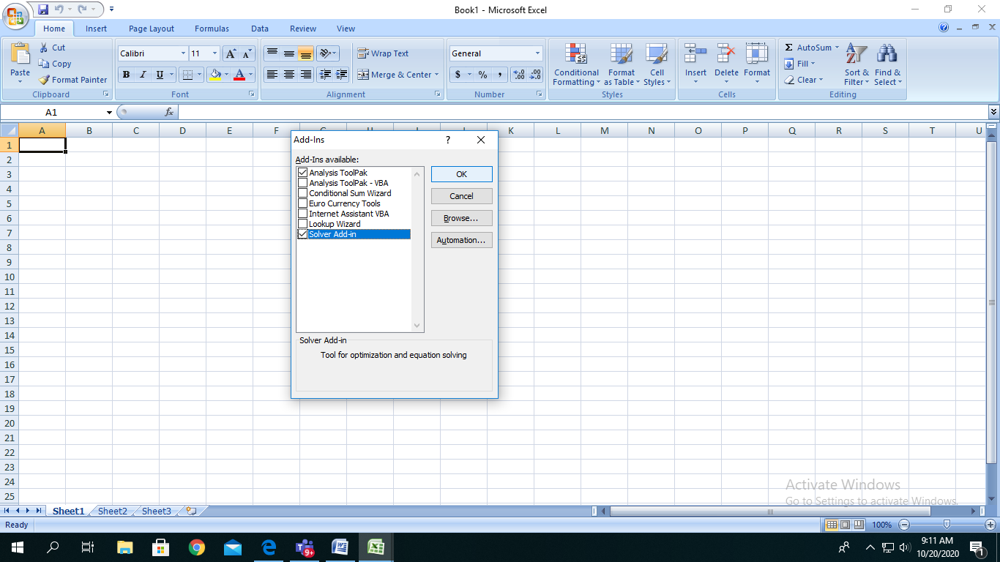 Book1 - Microsoft Excel
Home Insert Page Layout Formulas Data Review View
Paste
Cut
Copy
Format Painter
Clipboard
Calibri 11
B I U A
Font
Wrap Text
Merge & Center
Alignment
General
$ % ,
Number
Conditional Formatting
Format as Table
Cell Styles
Styles
Insert Delete Format
Cells
Σ AutoSum
Fill
Clear
Sort & Filter
Find & Select
Editing
A1 fx
A B C D E F G H I J K L M N O P Q R S T U
1
2
3
4
5
6
7
8
9
10
11
12
13
14
15
16
17
18
19
20
21
22
23
24
25
Add-Ins ?
Add-Ins available:
Analysis ToolPak
Analysis ToolPak - VBA
Conditional Sum Wizard
Euro Currency Tools
Internet Assistant VBA
Lookup Wizard
Solver Add-in
OK
Cancel
Browse...
Automation...
Solver Add-in
Tool for optimization and equation solving
Activate Windows
Go to Settings to activate Windows.
Sheet1 Sheet2 Sheet3
Ready 100%
9+
9:11 AM
10/20/2020
1